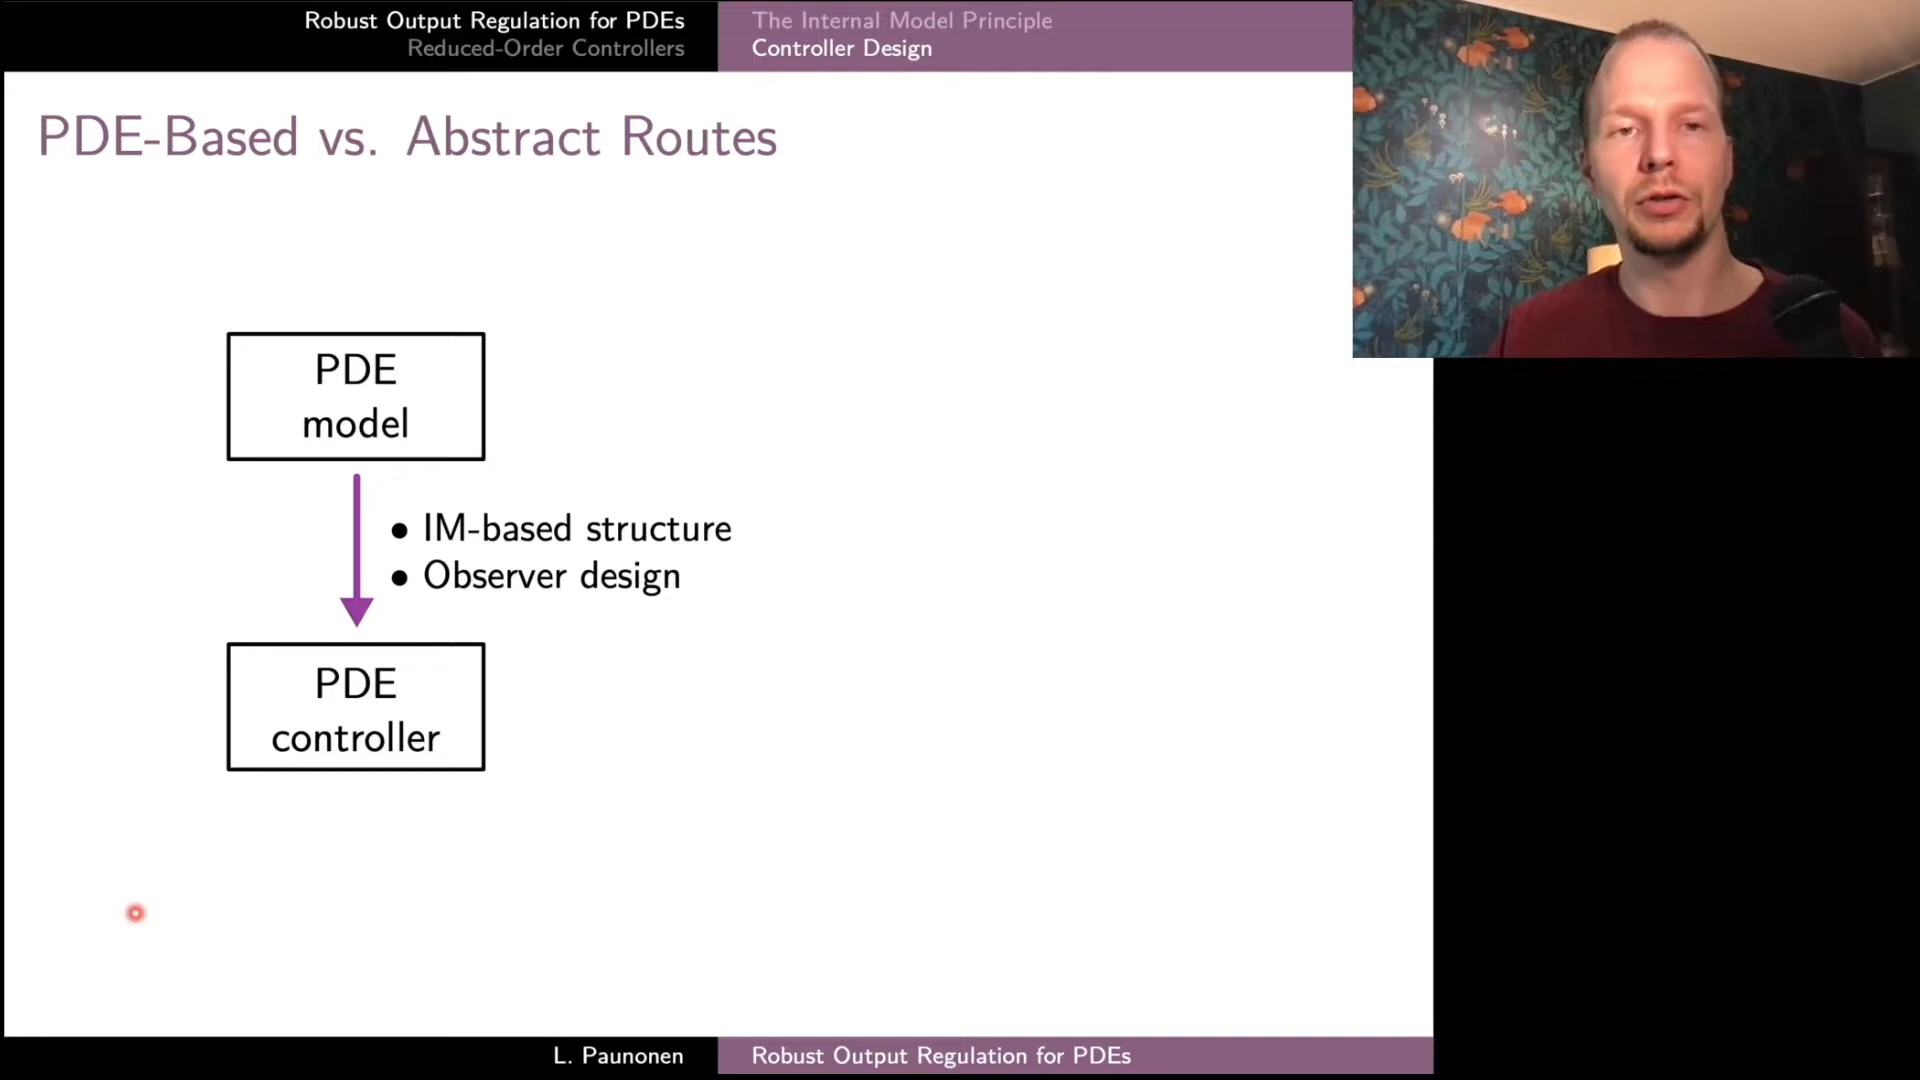 Robust Output Regulation for PDEs
Reduced-Order Controllers
The Internal Model Principle
Controller Design
PDE-Based vs. Abstract Routes
PDE
model
• IM-based structure
• Observer design
PDE
controller
L. Paunonen
Robust Output Regulation for PDEs